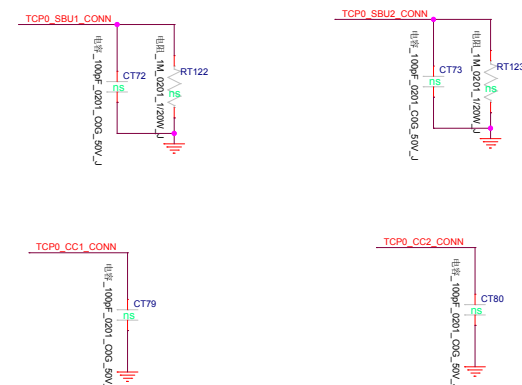 TCP0_SBU1_CONN
电容_100pF_0201_C0G_50V_J
CT72
ns
电阻_1M_0201_1/20W_J
RT122
ns
TCP0_SBU2_CONN
电容_100pF_0201_C0G_50V_J
CT73
ns
电阻_1M_0201_1/20W_J
RT123
ns
TCP0_CC1_CONN
电容_100pF_0201_C0G_50V_
CT79
ns
TCP0_CC2_CONN
电容_100pF_0201_C0G_50V_
CT80
ns